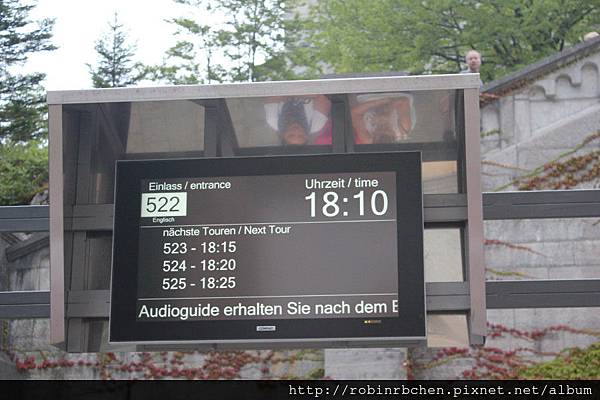 Einlass / entrance
Uhrzeit / time
522
18:10
Englisch
nächste Touren / Next Tour
523 - 18:15
524 - 18:20
525 - 18:25
Audioguide erhalten Sie nach dem E
http://robinrbchen.pixnet.net/album